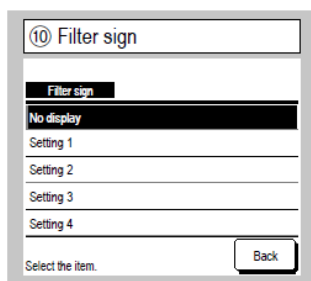 ⑩ Filter sign
Filter sign
No display
Setting 1
Setting 2
Setting 3
Setting 4
Select the item.
Back